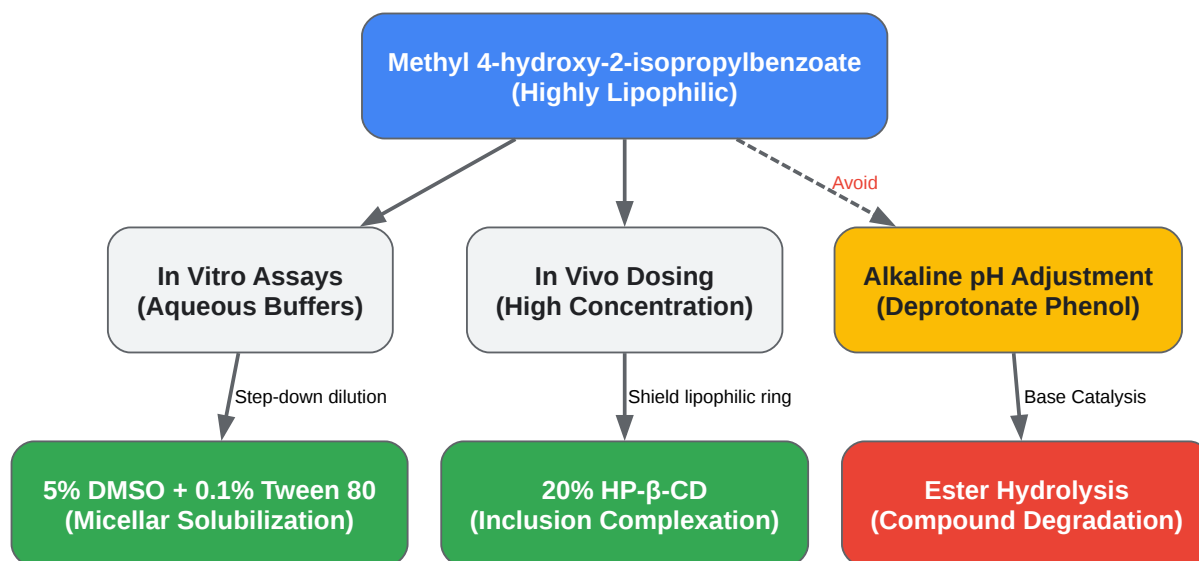 Methyl 4-hydroxy-2-isopropylbenzoate
(Highly Lipophilic)
Avoid
In Vitro Assays
(Aqueous Buffers)
In Vivo Dosing
(High Concentration)
Alkaline pH Adjustment
(Deprotonate Phenol)
Step-down dilution
Shield lipophilic ring
Base Catalysis
5% DMSO + 0.1% Tween 80
(Micellar Solubilization)
20% HP-β-CD
(Inclusion Complexation)
Ester Hydrolysis
(Compound Degradation)